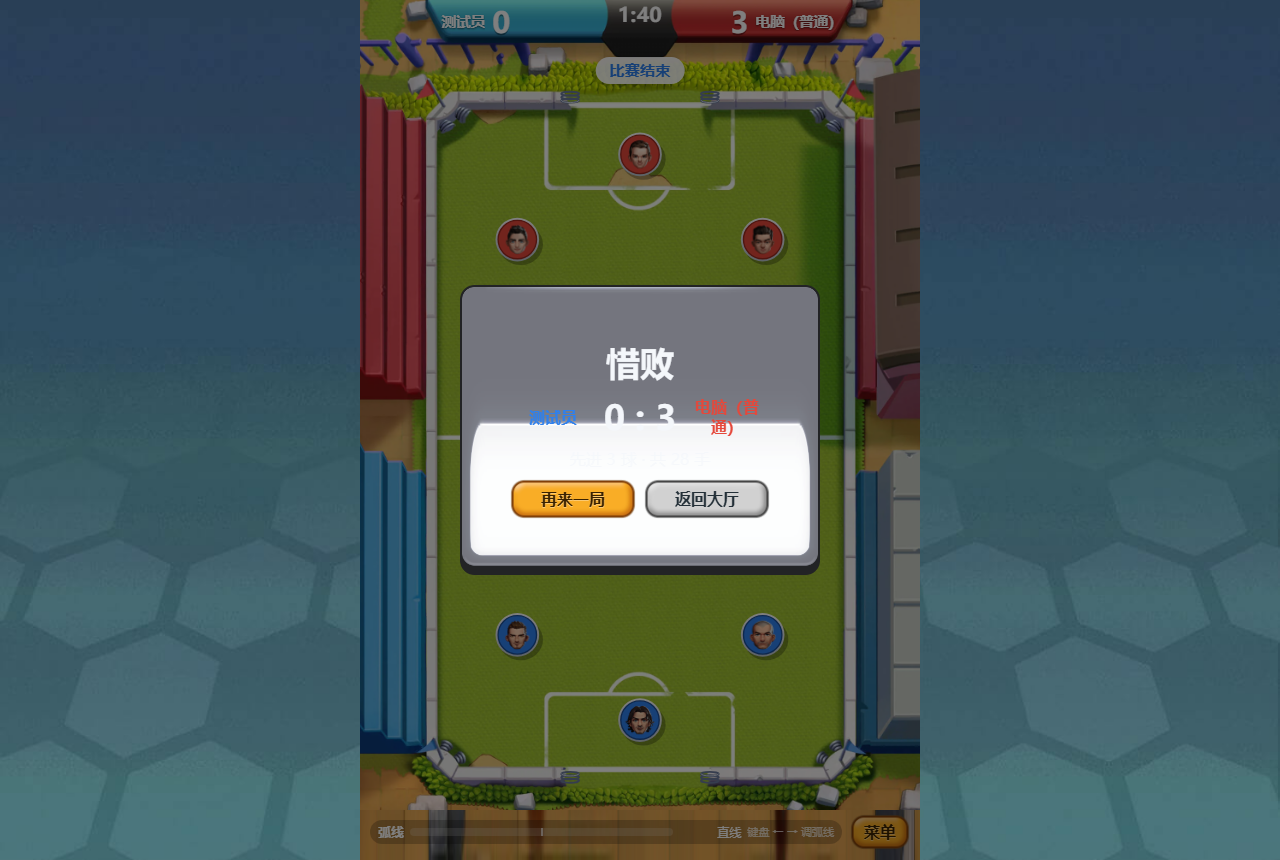 测试员 0
1:40
3 电脑（普通）
比赛结束
惜败
测试员 0 : 3 电脑（普
通）
再来一局 返回大厅
弧线 直线 键盘 ← → 调弧线 菜单